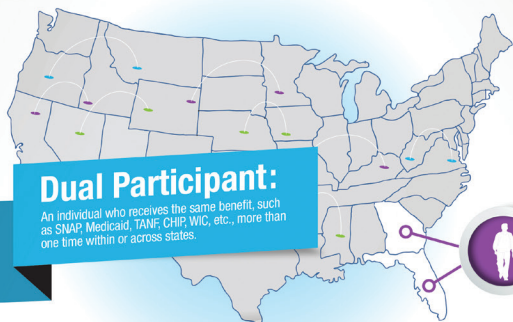 Dual Participant:
An individual who receives the same benefit, such
as SNAP, Medicaid, TANF, CHIP, WIC, etc., more than
one time within or across states.